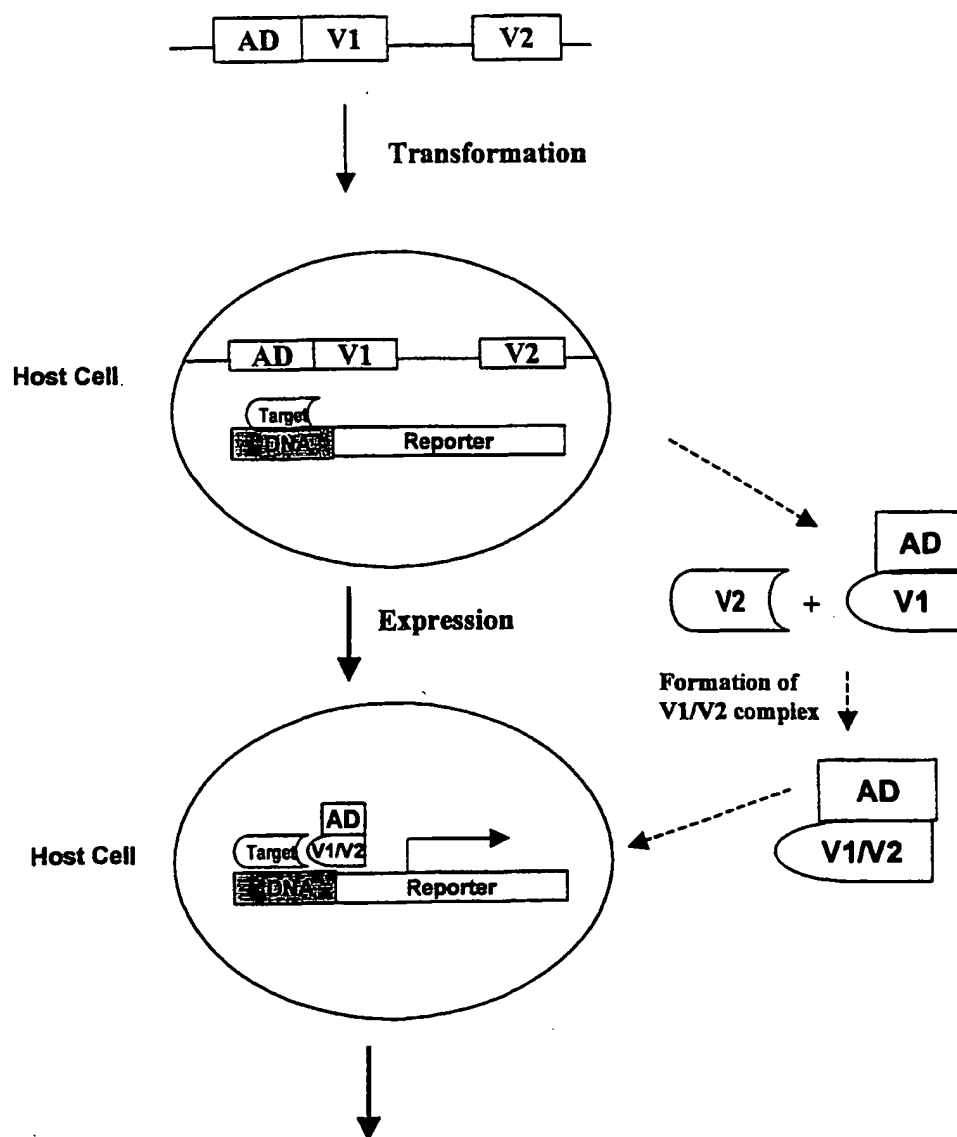 AD V1 V2
Transformation
Host Cell
AD V1 V2
Target
DNA Reporter
AD
V2 + V1
Expression
Formation of
V1/V2 complex
AD
V1/V2
Host Cell
AD
Target V1/V2
DNA Reporter